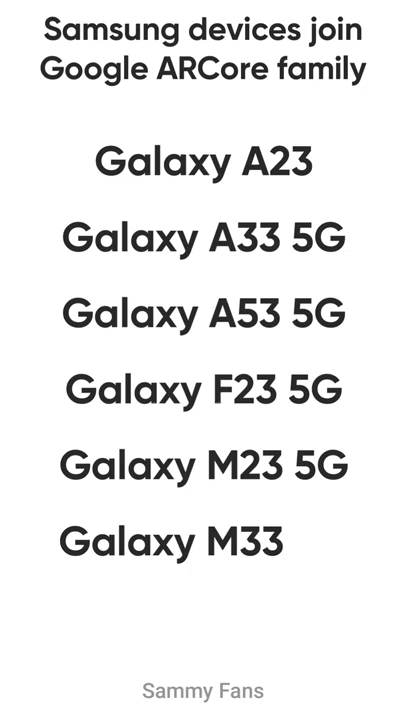 Samsung devices join
Google ARCore family
Galaxy A23
Galaxy A33 5G
Galaxy A53 5G
Galaxy F23 5G
Galaxy M23 5G
Galaxy M33
Sammy Fans